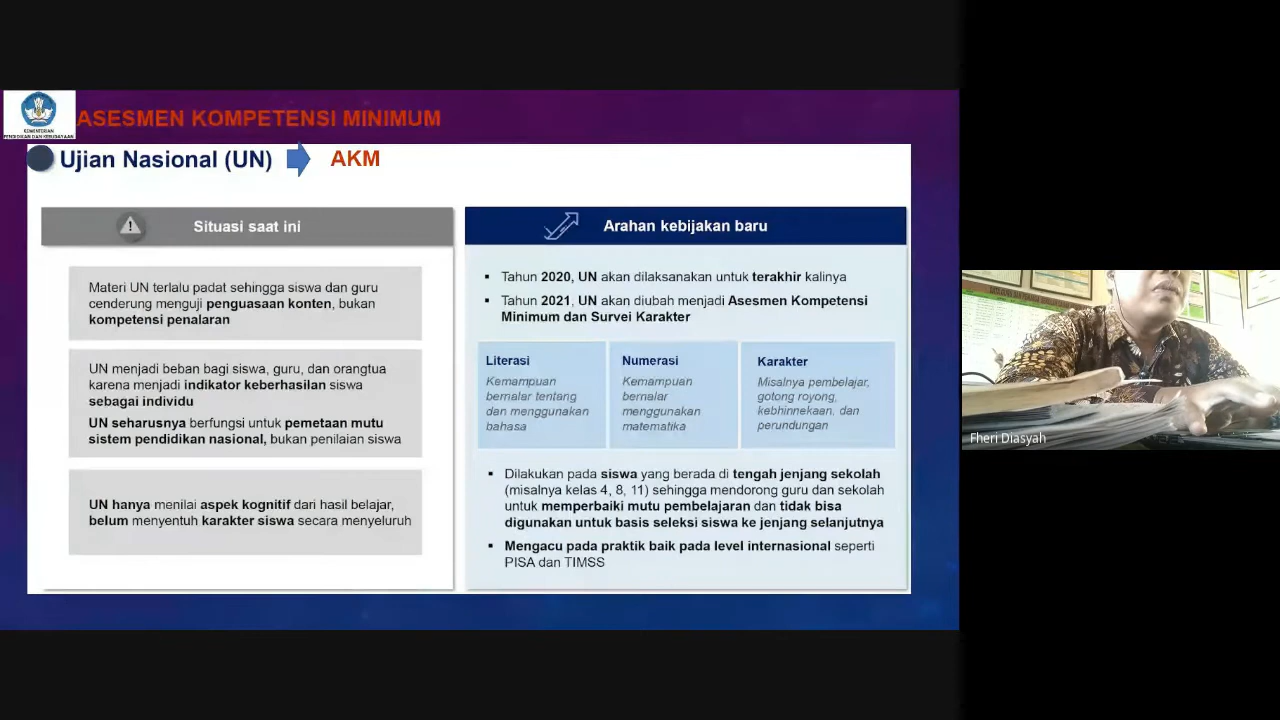 KEMENTERIAN
PENDIDIKAN DAN KEBUDAYAAN
ASESMEN KOMPETENSI MINIMUM
Ujian Nasional (UN)
AKM
Situasi saat ini
Materi UN terlalu padat sehingga siswa dan guru
cenderung menguji penguasaan konten, bukan
kompetensi penalaran
UN menjadi beban bagi siswa, guru, dan orangtua
karena menjadi indikator keberhasilan siswa
sebagai individu
UN seharusnya berfungsi untuk pemetaan mutu
sistem pendidikan nasional, bukan penilaian siswa
UN hanya menilai aspek kognitif dari hasil belajar,
belum menyentuh karakter siswa secara menyeluruh
Arahan kebijakan baru
▪ Tahun 2020, UN akan dilaksanakan untuk terakhir kalinya
▪ Tahun 2021, UN akan diubah menjadi Asesmen Kompetensi
Minimum dan Survei Karakter
Literasi
Kemampuan
bernalar tentang
dan menggunakan
bahasa
Numerasi
Kemampuan
bernalar
menggunakan
matematika
Karakter
Misalnya pembelajar,
gotong royong,
kebhinnekaan, dan
perundungan
▪ Dilakukan pada siswa yang berada di tengah jenjang sekolah
(misalnya kelas 4, 8, 11) sehingga mendorong guru dan sekolah
untuk memperbaiki mutu pembelajaran dan tidak bisa
digunakan untuk basis seleksi siswa ke jenjang selanjutnya
▪ Mengacu pada praktik baik pada level internasional seperti
PISA dan TIMSS
Fheri Diasyah